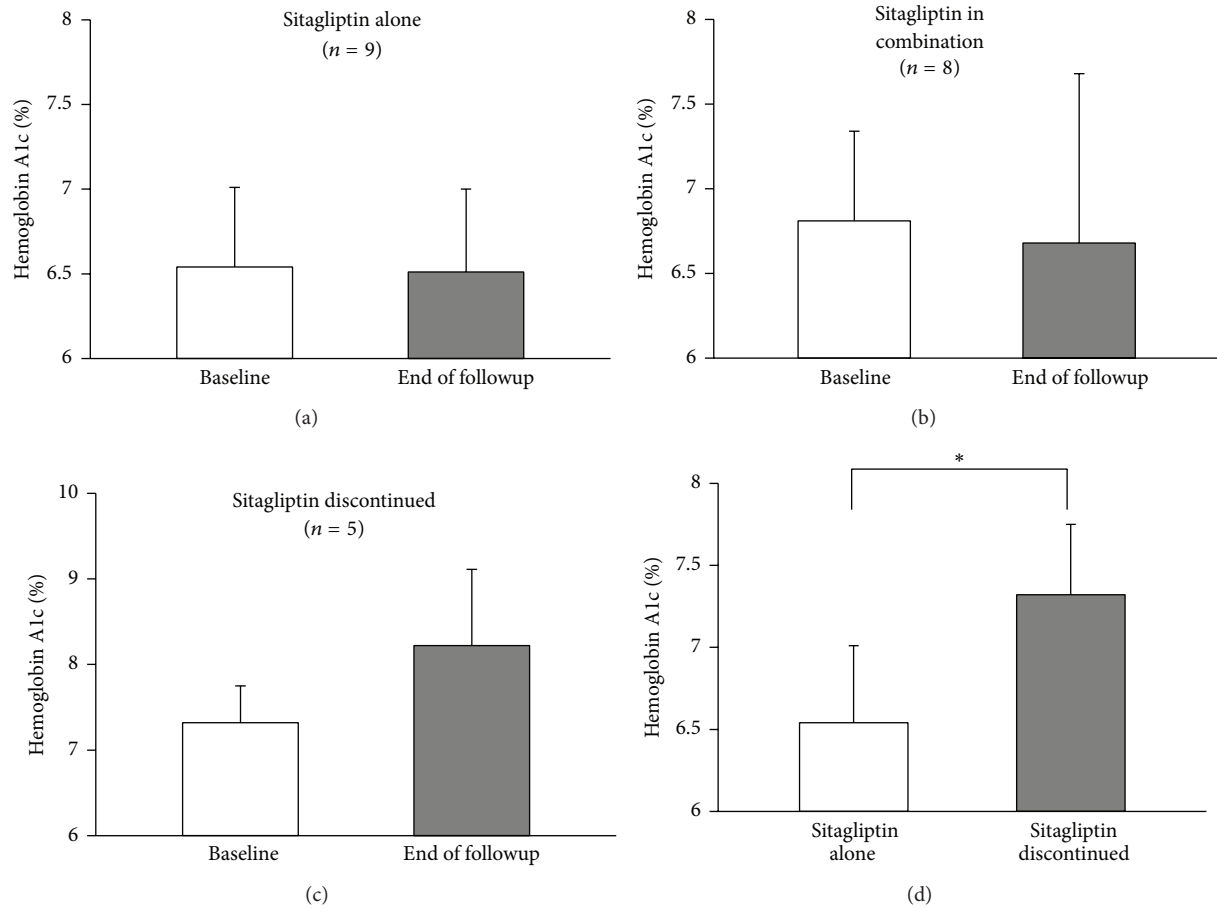 Sitagliptin alone
(n = 9)
8
7.5
7
6.5
6
Hemoglobin A1c (%)
Baseline
End of followup
(a)
Sitagliptin in
combination
(n = 8)
8
7.5
7
6.5
6
Hemoglobin A1c (%)
Baseline
End of followup
(b)
Sitagliptin discontinued
(n = 5)
10
9
8
7
6
Hemoglobin A1c (%)
Baseline
End of followup
(c)
*
8
7.5
7
6.5
6
Hemoglobin A1c (%)
Sitagliptin
alone
Sitagliptin
discontinued
(d)